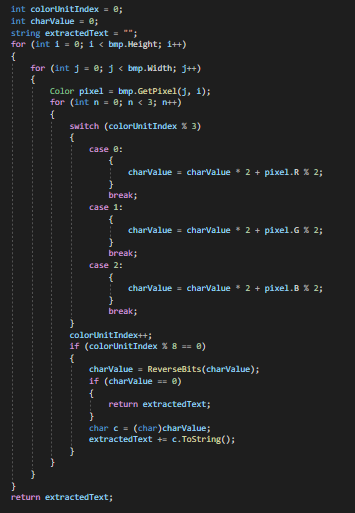 int colorUnitIndex = 0;
int charValue = 0;
string extractedText = "";
for (int i = 0; i < bmp.Height; i++)
{
    for (int j = 0; j < bmp.Width; j++)
    {
        Color pixel = bmp.GetPixel(j, i);
        for (int n = 0; n < 3; n++)
        {
            switch (colorUnitIndex % 3)
            {
                case 0:
                    {
                        charValue = charValue * 2 + pixel.R % 2;
                    }
                    break;
                case 1:
                    {
                        charValue = charValue * 2 + pixel.G % 2;
                    }
                    break;
                case 2:
                    {
                        charValue = charValue * 2 + pixel.B % 2;
                    }
                    break;
            }
            colorUnitIndex++;
            if (colorUnitIndex % 8 == 0)
            {
                charValue = ReverseBits(charValue);
                if (charValue == 0)
                {
                    return extractedText;
                }
                char c = (char)charValue;
                extractedText += c.ToString();
            }
        }
    }
}
return extractedText;